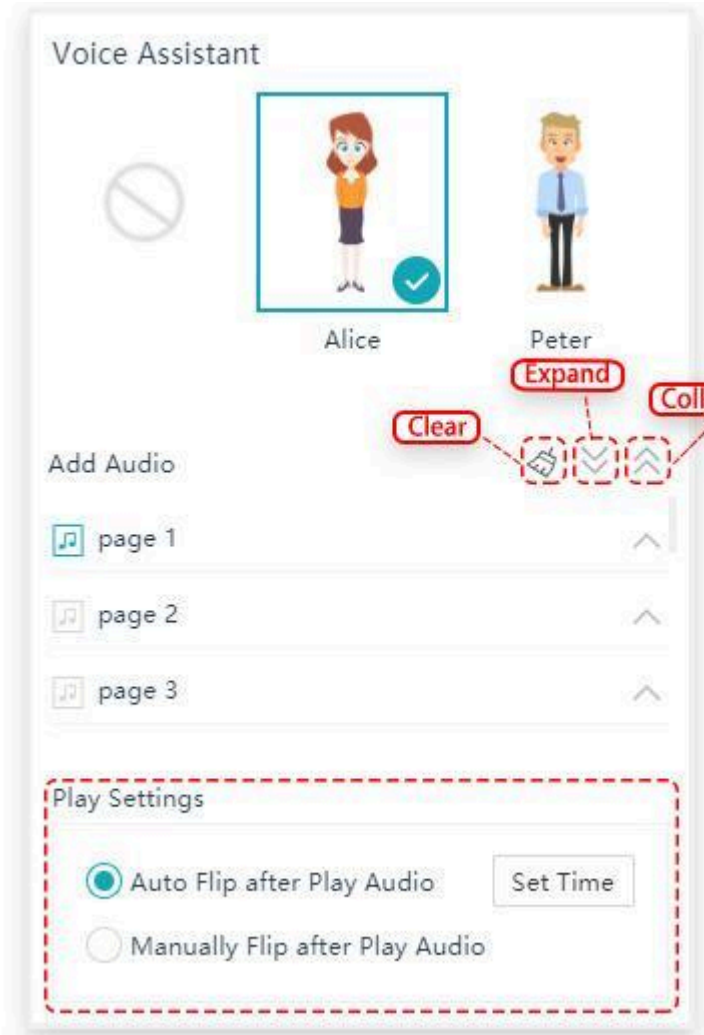 Voice Assistant
Alice Peter
Expand
Coll
Clear
Add Audio
page 1
page 2
page 3
Play Settings
Auto Flip after Play Audio Set Time
Manually Flip after Play Audio